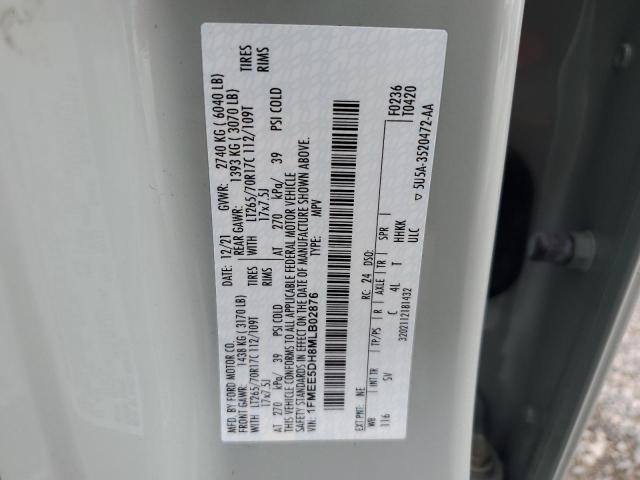 MFD. BY FORD MOTOR CO.
DATE: 12/21 GVWR: 2740 KG ( 6040 LB)
FRONT GAWR: 1438 KG ( 3170 LB) REAR GAWR: 1393 KG ( 3070 LB)
WITH LT265/70R17C 112/109T TIRES WITH LT265/70R17C 112/109T TIRES
17x7.5J RIMS 17x7.5J RIMS
AT 270 kPa/ 39 PSI COLD AT 270 kPa/ 39 PSI COLD
THIS VEHICLE CONFORMS TO ALL APPLICABLE FEDERAL MOTOR VEHICLE
SAFETY STANDARDS IN EFFECT ON THE DATE OF MANUFACTURE SHOWN ABOVE.
VIN: 1FMEE5DH8MLB02876 TYPE: MPV
F0236
T0420
EXT PNT: NE RC: 24 DSO:
WB INT TR TP/PS R AXLE TR SPR
116 5V C 4L T HHKK
ULC
32021121B1432
5U5A-3520472-AA